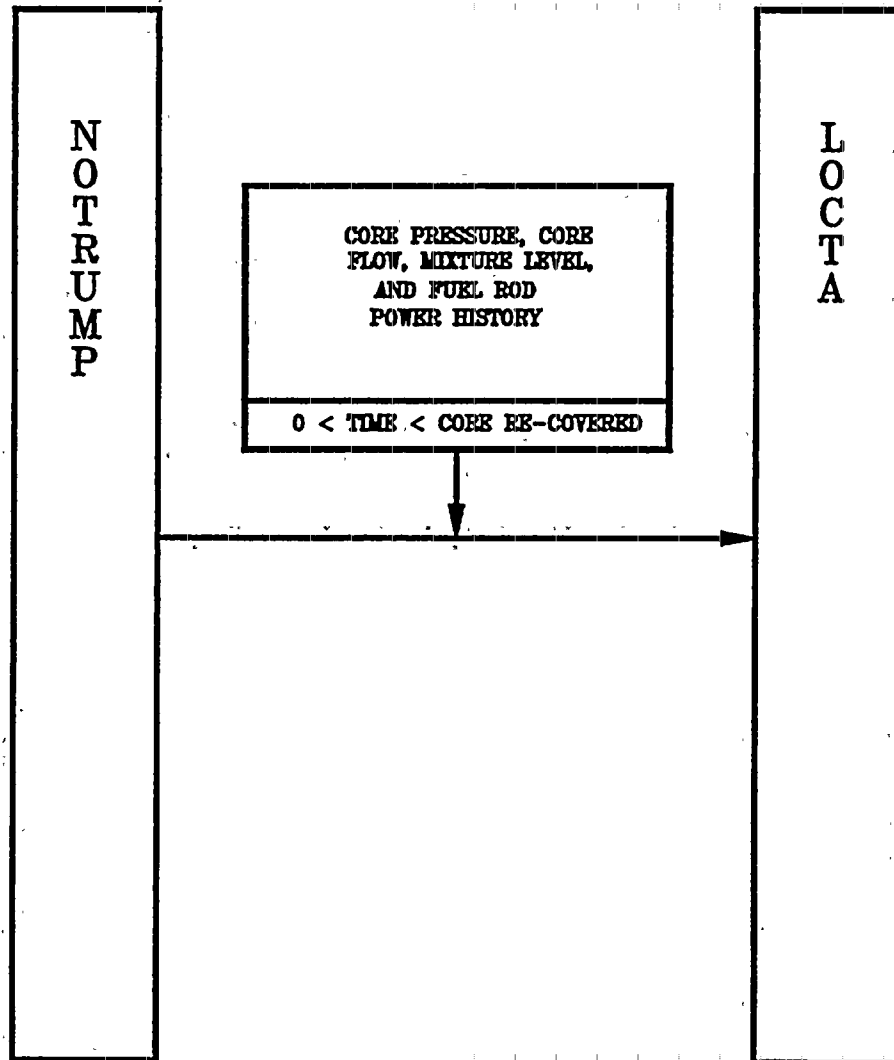 NOTRUMP
CORE PRESSURE, CORE
FLOW, MIXTURE LEVEL,
AND FUEL ROD
POWER HISTORY
0 < TIME < CORE RE-COVERED
LOCTA